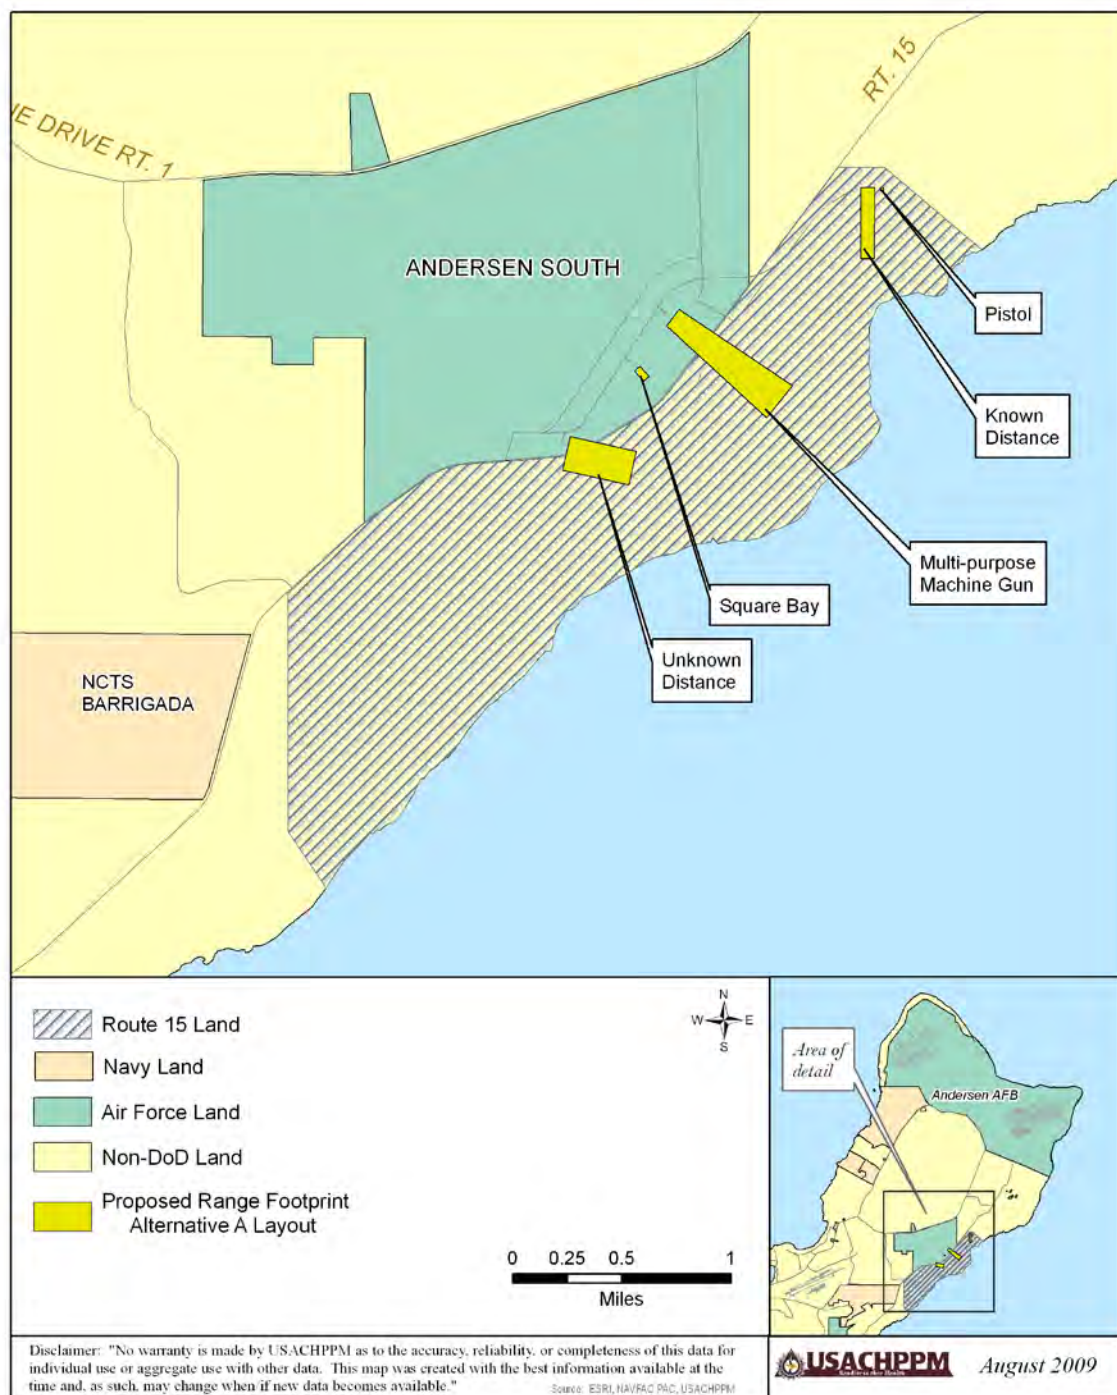 RT. 15
NE DRIVE RT. 1
ANDERSEN SOUTH
Pistol
Known
Distance
Multi-purpose
Machine Gun
Square Bay
Unknown
Distance
NCTS
BARRIGADA
Route 15 Land
Navy Land
Air Force Land
Non-DoD Land
Proposed Range Footprint
Alternative A Layout
N
W E
S
0 0.25 0.5 1
Miles
Area of
detail
Andersen AFB
Disclaimer: "No warranty is made by USACHPPM as to the accuracy, reliability, or completeness of this data for
individual use or aggregate use with other data. This map was created with the best information available at the
time and, as such, may change when if new data becomes available."
Source: ESRI, NAVFAC PAC, USACHPPM
USACHPPM
August 2009